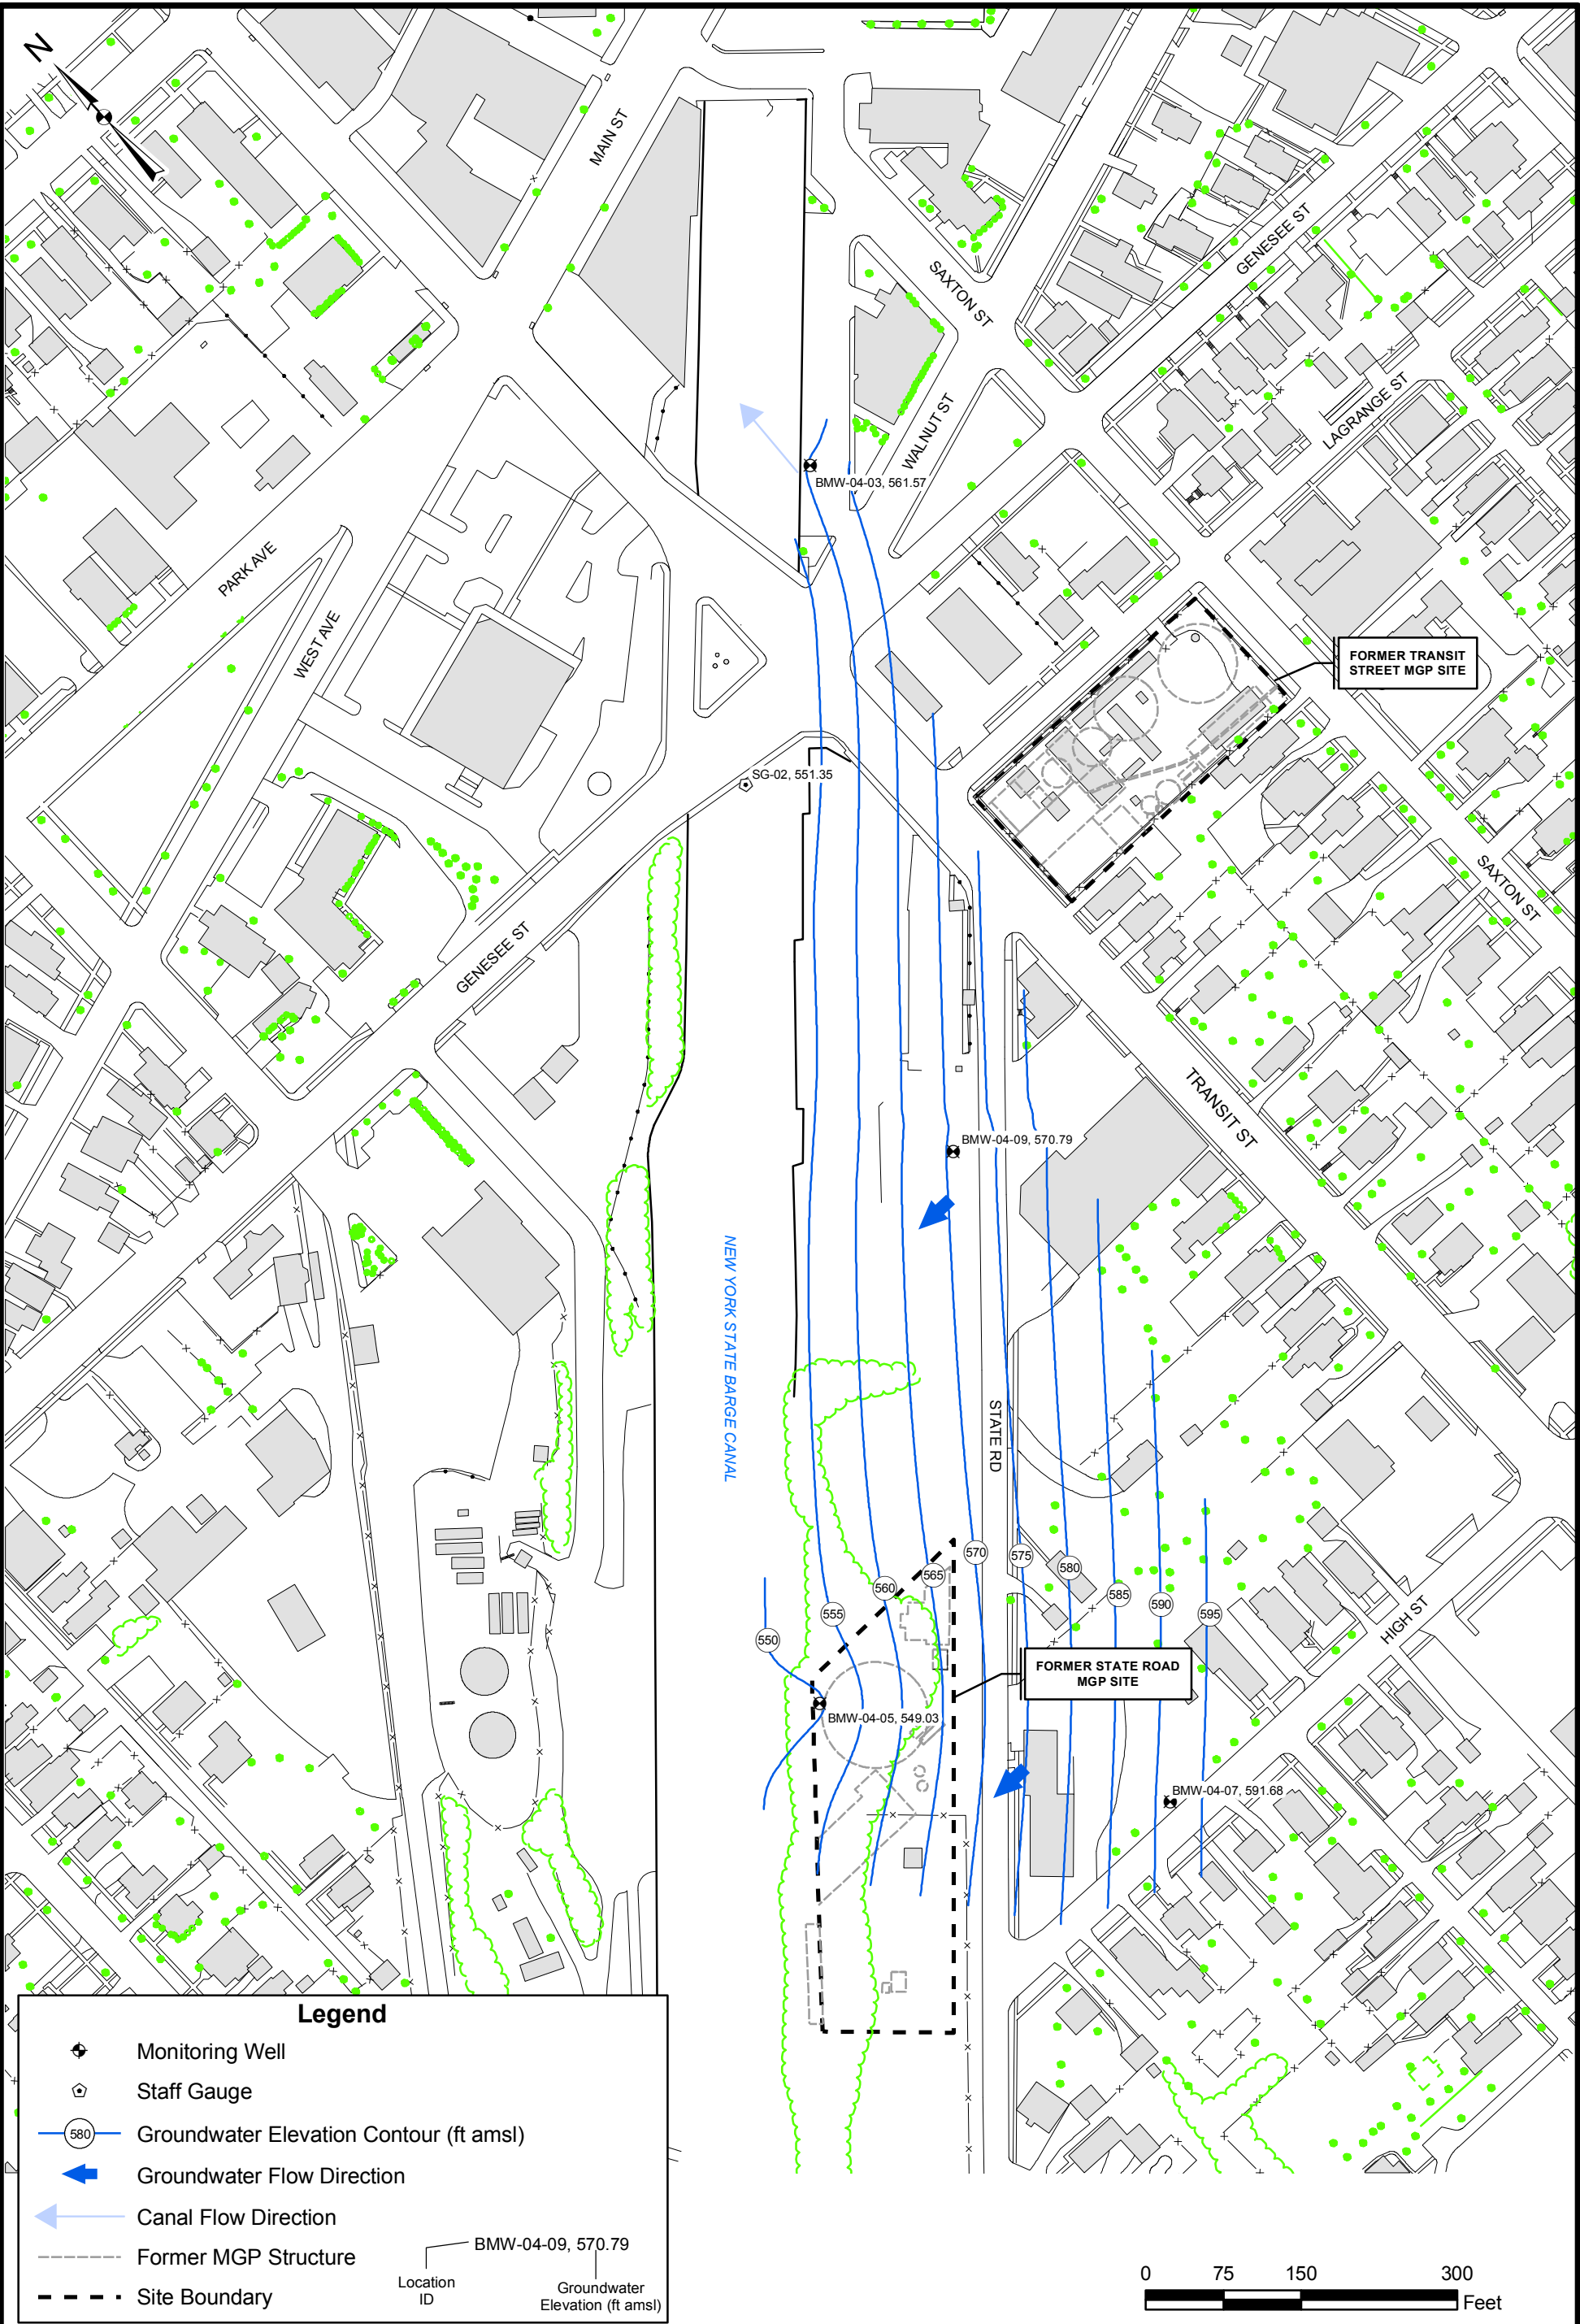 N
MAIN ST
SAXTON ST
GENESEE ST
WALNUT ST
LAGRANGE ST
BMW-04-03, 561.57
PARK AVE
WEST AVE
FORMER TRANSIT
STREET MGP SITE
SG-02, 551.35
SAXTON ST
GENESEE ST
TRANSIT ST
BMW-04-09, 570.79
NEW YORK STATE BARGE CANAL
STATE RD
570
575
580
565
560
585
590
595
555
550
HIGH ST
FORMER STATE ROAD
MGP SITE
BMW-04-05, 549.03
BMW-04-07, 591.68
Legend
Monitoring Well
Staff Gauge
580
Groundwater Elevation Contour (ft amsl)
Groundwater Flow Direction
Canal Flow Direction
Former MGP Structure
Site Boundary
BMW-04-09, 570.79
Location
ID
Groundwater
Elevation (ft amsl)
0 75 150 300
Feet